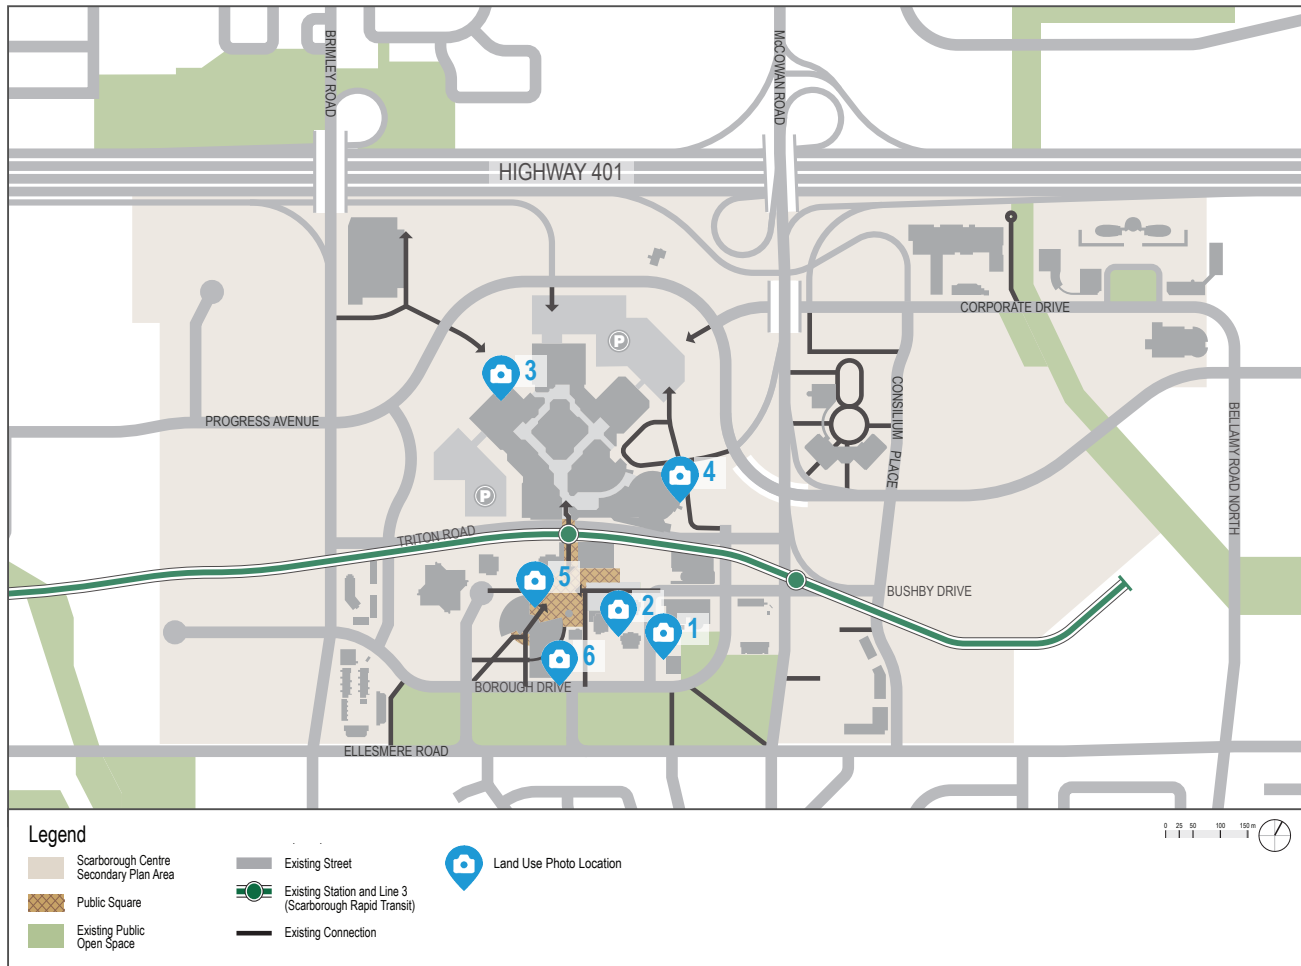 BRIMLEY ROAD
McCOWAN ROAD
HIGHWAY 401
CORPORATE DRIVE
P
3
CONSILIUM PLACE
BELLAMY ROAD NORTH
PROGRESS AVENUE
4
P
TRITON ROAD
5
BUSHBY DRIVE
2
1
6
BOROUGH DRIVE
ELLESMERE ROAD
Legend
Scarborough Centre
Secondary Plan Area
Public Square
Existing Public
Open Space
Existing Street
Existing Station and Line 3
(Scarborough Rapid Transit)
Existing Connection
Land Use Photo Location
0 25 50 100 150 m